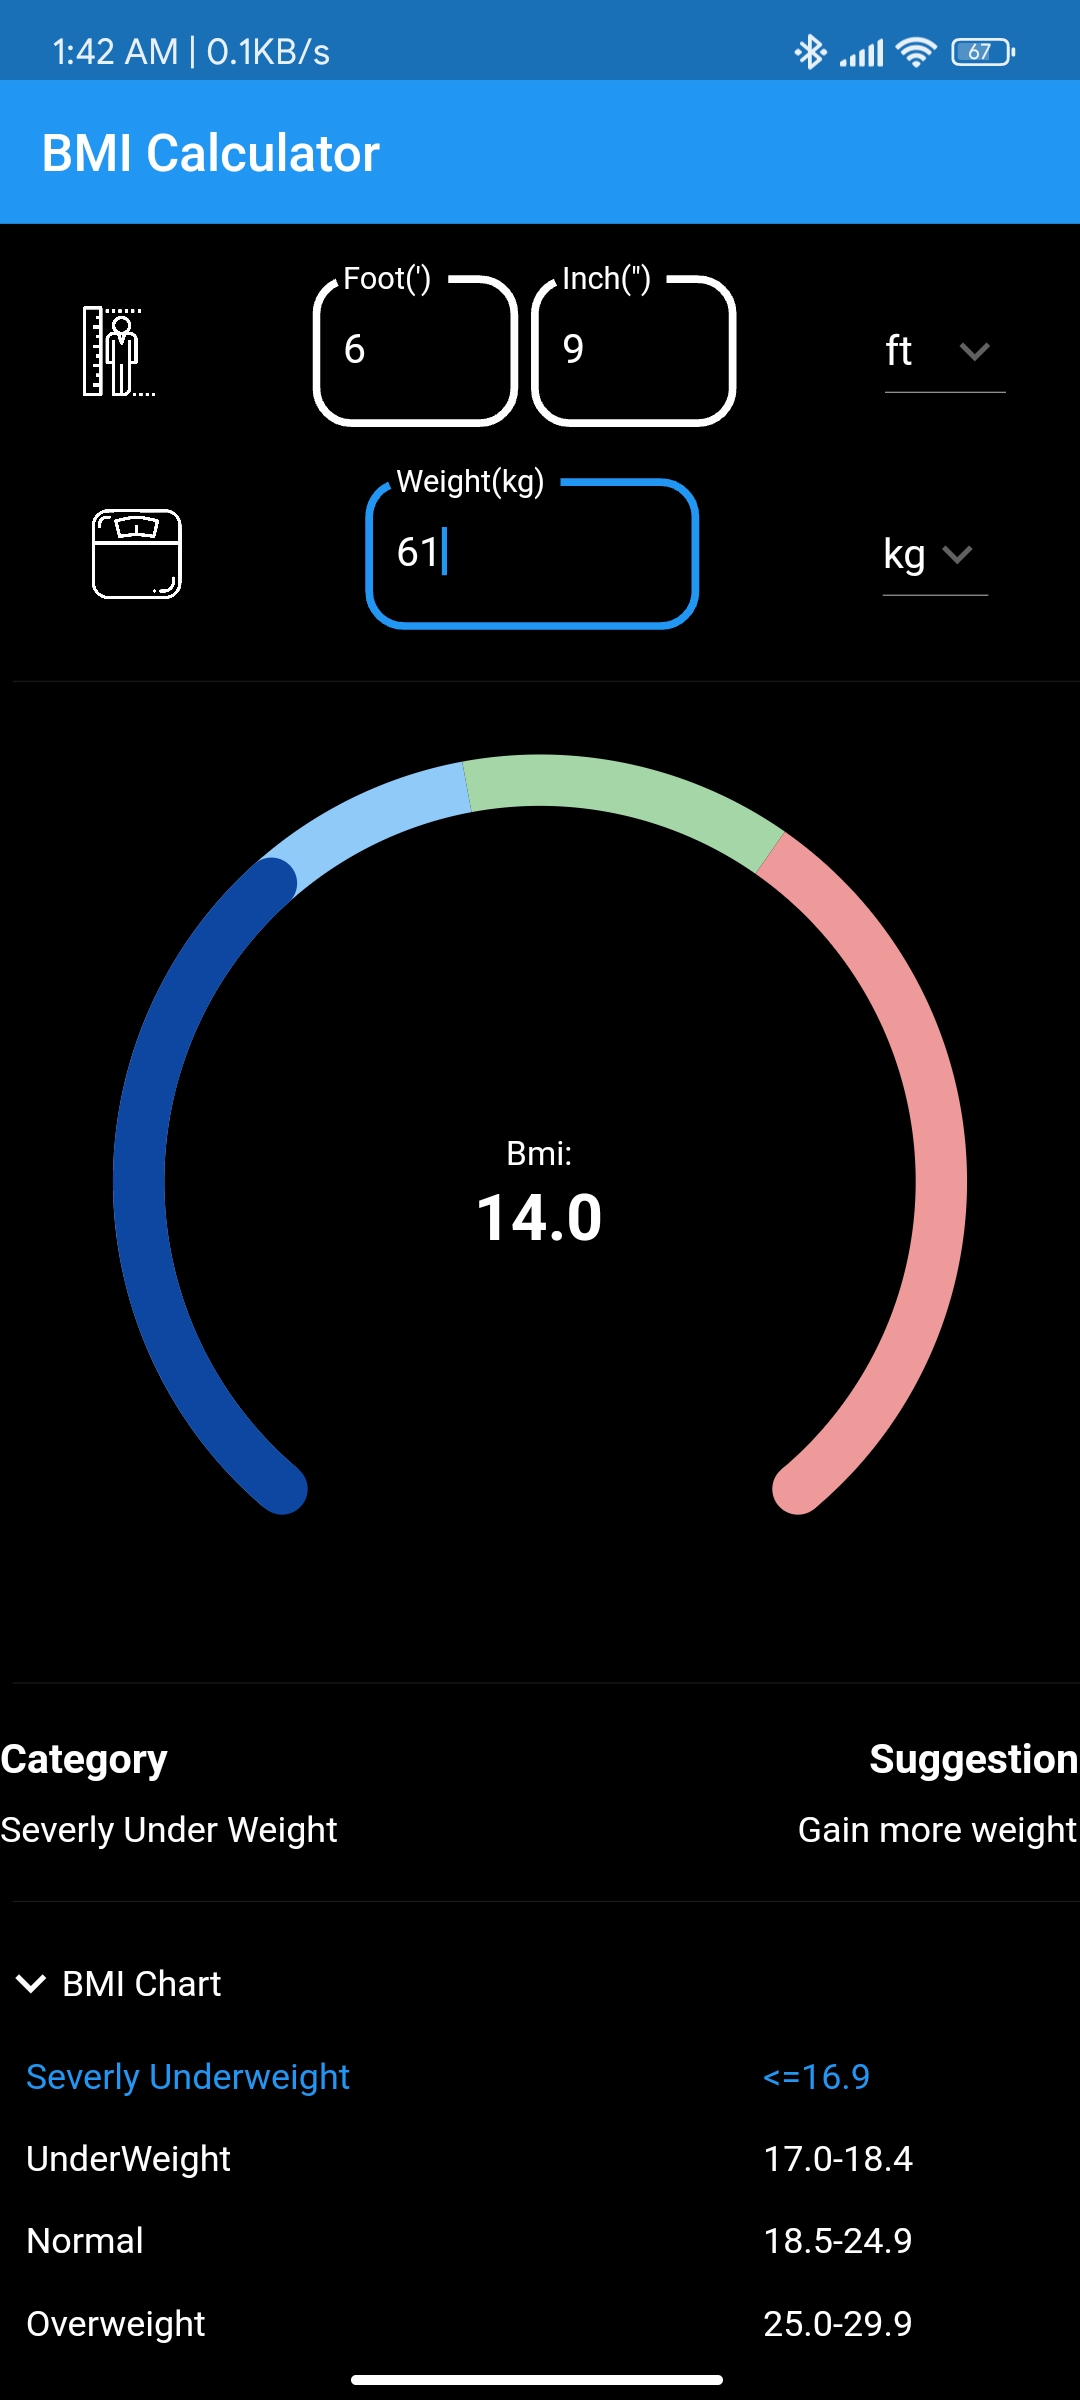 1:42 AM | 0.1KB/s 67
BMI Calculator
Foot(') Inch(")
6 9 ft
Weight(kg)
61 kg
Bmi:
14.0
Category Suggestion
Severly Under Weight Gain more weight
BMI Chart
Severly Underweight <=16.9
UnderWeight 17.0-18.4
Normal 18.5-24.9
Overweight 25.0-29.9